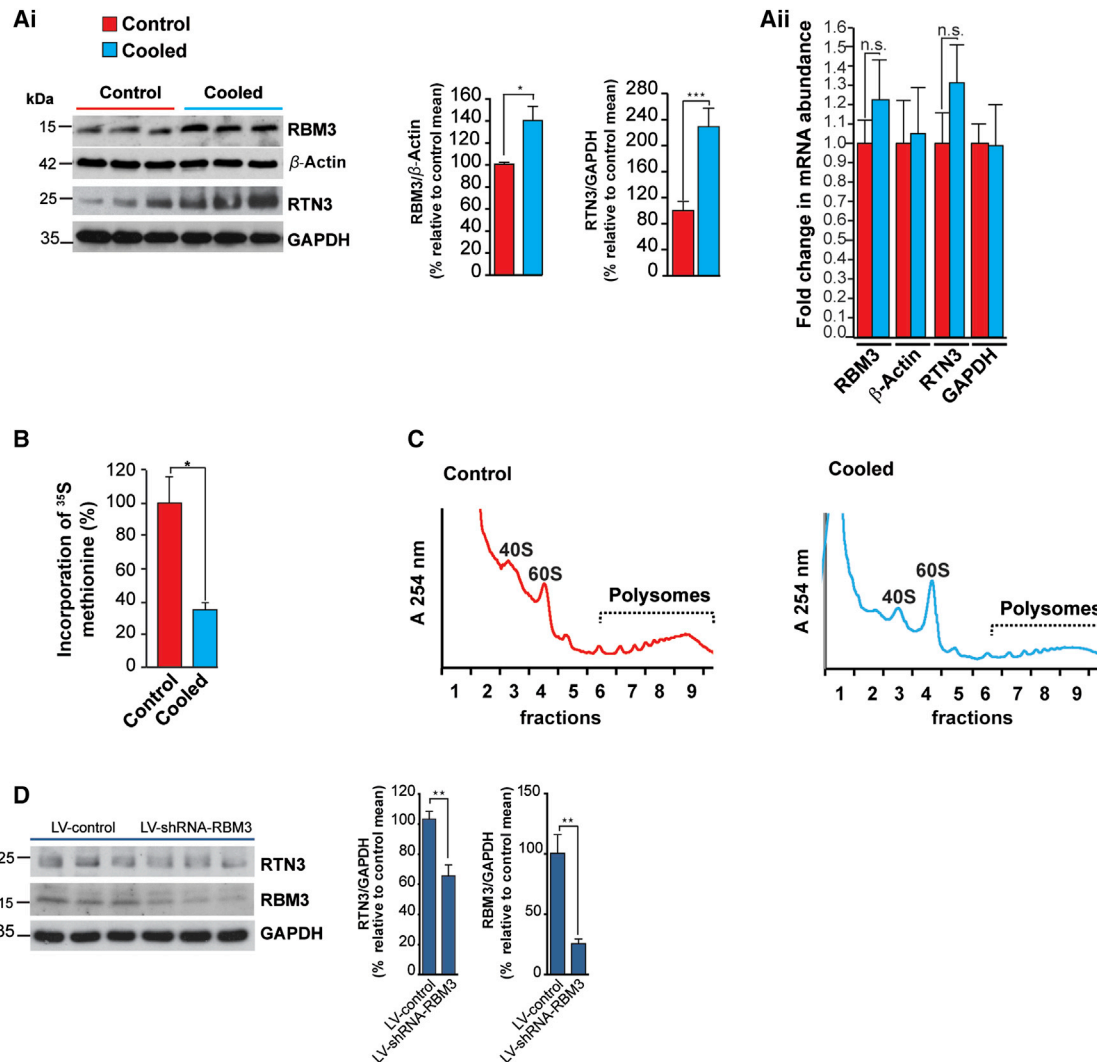 Ai
Control
Cooled
kDa
Control Cooled
15 RBM3
42 β-Actin
25 RTN3
35 GAPDH
RBM3/β-Actin
(% relative to control mean)
160
140
120
100
80
60
40
20
0
*
RTN3/GAPDH
(% relative to control mean)
280
240
200
160
120
80
40
0
***
Aii
Fold change in mRNA abundance
1.6
1.5
1.4
1.3
1.2
1.1
1.0
0.9
0.8
0.7
0.6
0.5
0.4
0.3
0.2
0.1
0.0
n.s.
n.s.
RBM3
β-Actin
RTN3
GAPDH
B
Incorporation of ³⁵S
methionine (%)
120
100
80
60
40
20
0
*
Control
Cooled
C
Control
A 254 nm
40S
60S
Polysomes
1 2 3 4 5 6 7 8 9
fractions
Cooled
A 254 nm
40S
60S
Polysomes
1 2 3 4 5 6 7 8 9
fractions
D
LV-control LV-shRNA-RBM3
25 RTN3
15 RBM3
35 GAPDH
RTN3/GAPDH
(% relative to control mean)
120
100
80
60
40
20
0
**
LV-control
LV-shRNA-RBM3
RBM3/GAPDH
(% relative to control mean)
150
100
50
25
0
**
LV-control
LV-shRNA-RBM3